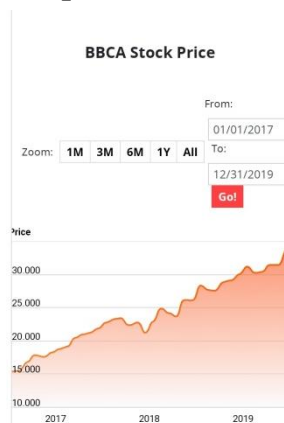 BBCA Stock Price
From:
01/01/2017
Zoom: 1M 3M 6M 1Y All To:
12/31/2019
Go!
Price
30.000
25.000
20.000
15.000
10.000
2017 2018 2019